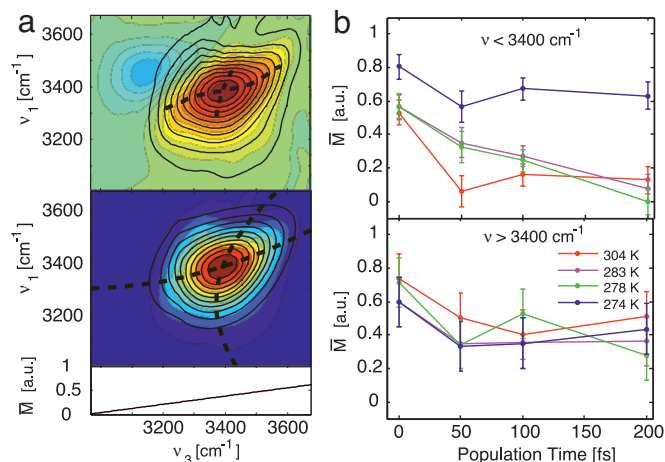 a
ν1 [cm-1]
3600
3400
3200
ν1 [cm-1]
3600
3400
3200
M̅ [a.u.]
1
0.5
0
3200 3400 3600
ν3 [cm-1]
b
ν < 3400 cm-1
M̅ [a.u.]
1
0.8
0.6
0.4
0.2
0
ν > 3400 cm-1
M̅ [a.u.]
0.8
0.6
0.4
0.2
0
304 K
283 K
278 K
274 K
0 50 100 150 200
Population Time [fs]